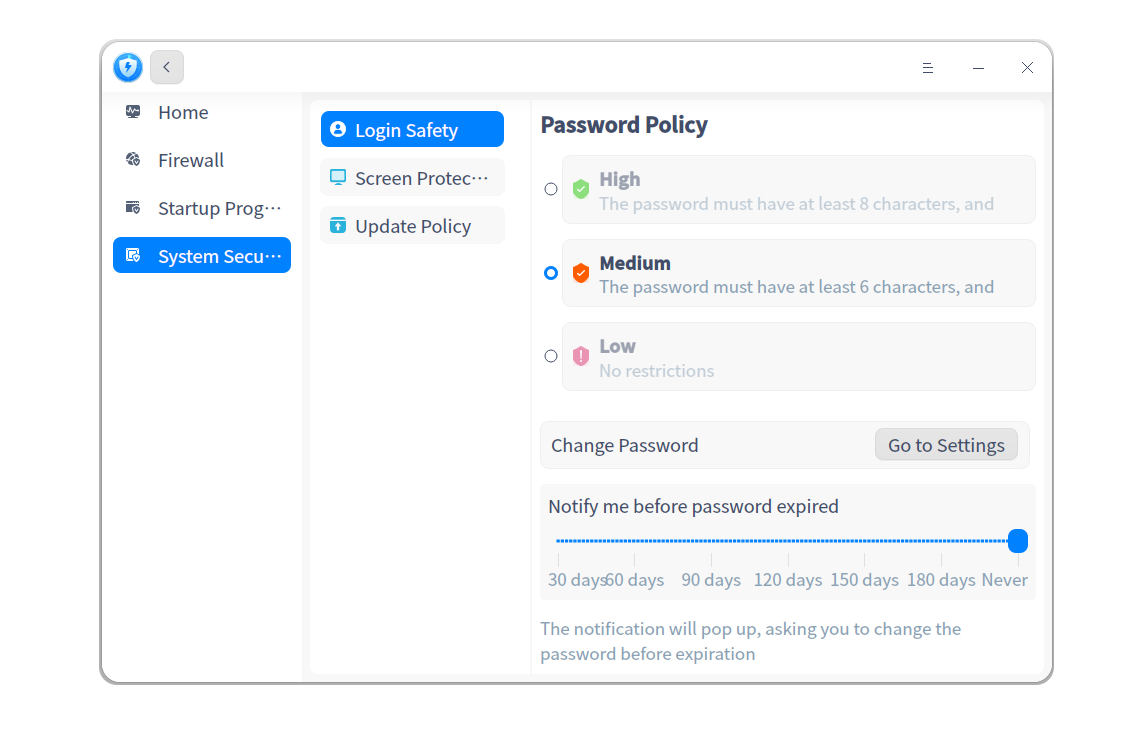 Home
Firewall
Startup Prog···
System Secu···
Login Safety
Screen Protec···
Update Policy
Password Policy
High
The password must have at least 8 characters, and
Medium
The password must have at least 6 characters, and
Low
No restrictions
Change Password
Go to Settings
Notify me before password expired
30 days 60 days 90 days 120 days 150 days 180 days Never
The notification will pop up, asking you to change the
password before expiration